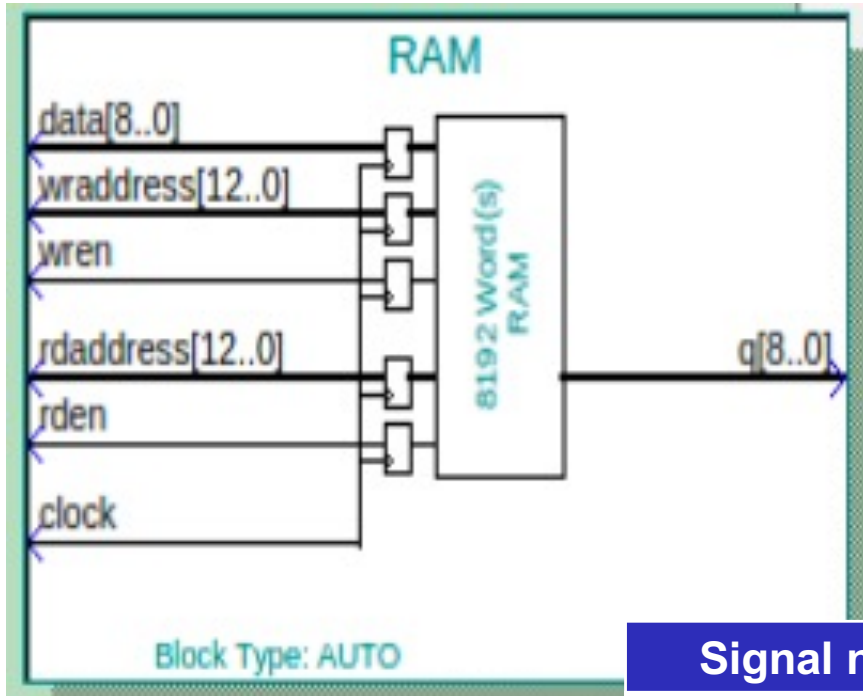 RAM
data[8..0]
wraddress[12..0]
wren
rdaddress[12..0]
rden
clock
8192 Word(s)
RAM
q[8..0]
Block Type: AUTO
Signal